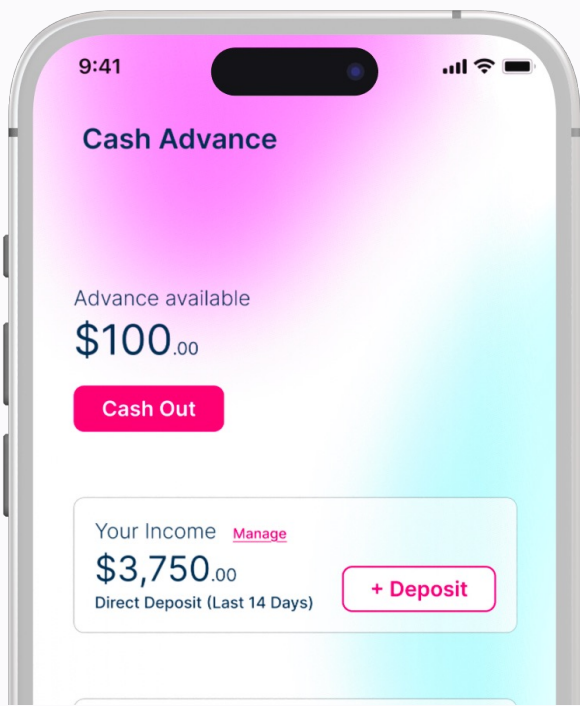 9:41
Cash Advance
Advance available
$100.00
Cash Out
Your Income Manage
$3,750.00
+ Deposit
Direct Deposit (Last 14 Days)